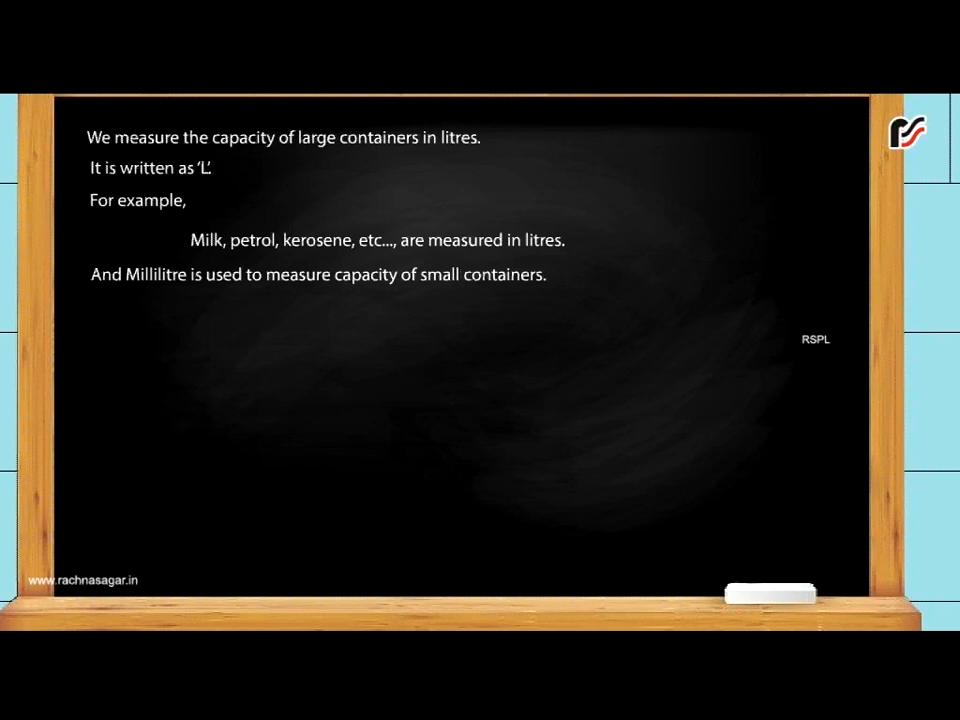 We measure the capacity of large containers in litres.
It is written as ‘L’.
For example,
Milk, petrol, kerosene, etc..., are measured in litres.
And Millilitre is used to measure capacity of small containers.
RSPL
www.rachnasagar.in